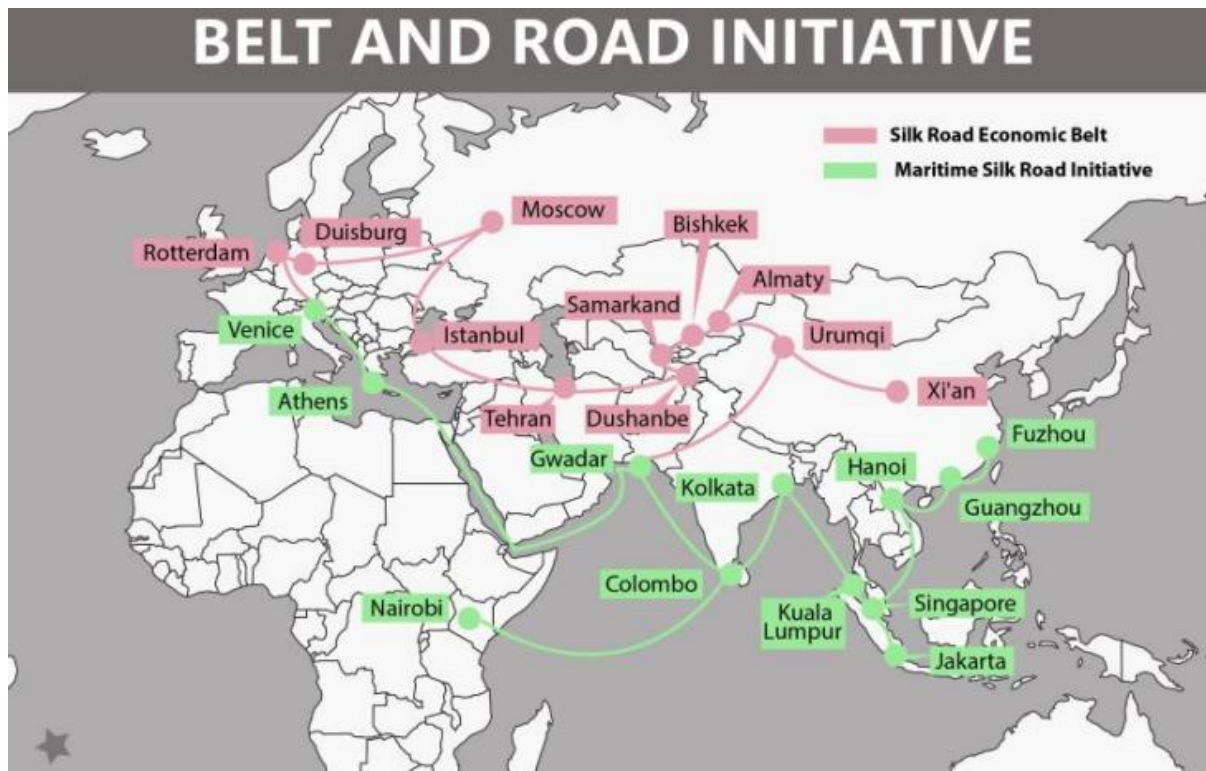 BELT AND ROAD INITIATIVE
Silk Road Economic Belt
Maritime Silk Road Initiative
Moscow
Duisburg
Rotterdam
Bishkek
Almaty
Samarkand
Venice
Istanbul
Urumqi
Athens
Tehran
Dushanbe
Xi'an
Fuzhou
Gwadar
Kolkata
Hanoi
Guangzhou
Colombo
Nairobi
Kuala
Lumpur
Singapore
Jakarta